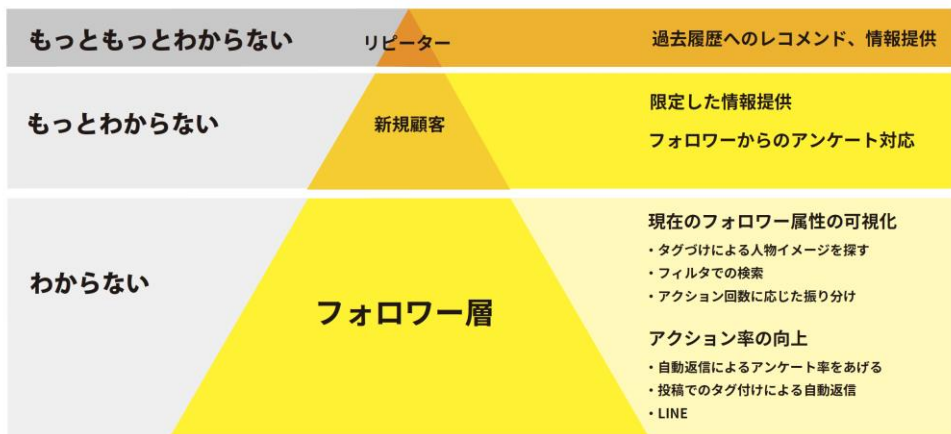 もっともっとわからない
リピーター
過去履歴へのレコメンド、情報提供
もっとわからない
新規顧客
限定した情報提供
フォロワーからのアンケート対応
わからない
フォロワー層
現在のフォロワー属性の可視化
・タグづけによる人物イメージを探す
・フィルタでの検索
・アクション回数に応じた振り分け
アクション率の向上
・自動返信によるアンケート率をあげる
・投稿でのタグ付けによる自動返信
・LINE